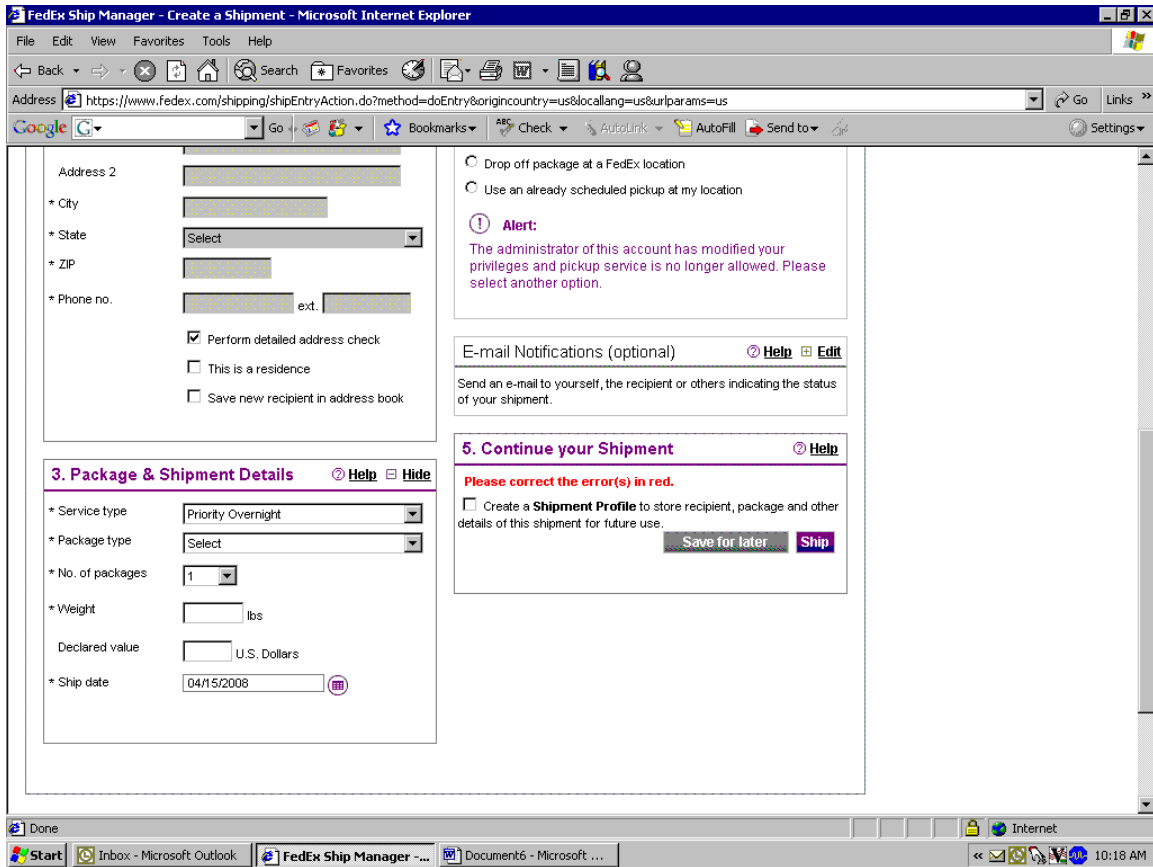 FedEx Ship Manager - Create a Shipment - Microsoft Internet Explorer
File Edit View Favorites Tools Help
Back Search Favorites
Address https://www.fedex.com/shipping/shipEntryAction.do?method=doEntry&origincountry=us&locallang=us&urlparams=us Go Links »
Google G Go Bookmarks ABC Check AutoLink AutoFill Send to Settings
Address 2
* City
* State Select
* ZIP
* Phone no. ext.
Perform detailed address check
This is a residence
Save new recipient in address book
3. Package & Shipment Details Help Hide
* Service type Priority Overnight
* Package type Select
* No. of packages 1
* Weight lbs
Declared value U.S. Dollars
* Ship date 04/15/2008
Drop off package at a FedEx location
Use an already scheduled pickup at my location
! Alert:
The administrator of this account has modified your
privileges and pickup service is no longer allowed. Please
select another option.
E-mail Notifications (optional) ? Help Edit
Send an e-mail to yourself, the recipient or others indicating the status
of your shipment.
5. Continue your Shipment ? Help
Please correct the error(s) in red.
Create a Shipment Profile to store recipient, package and other
details of this shipment for future use.
Save for later Ship
Done Internet
Start Inbox - Microsoft Outlook FedEx Ship Manager -... Document6 - Microsoft ... « 10:18 AM